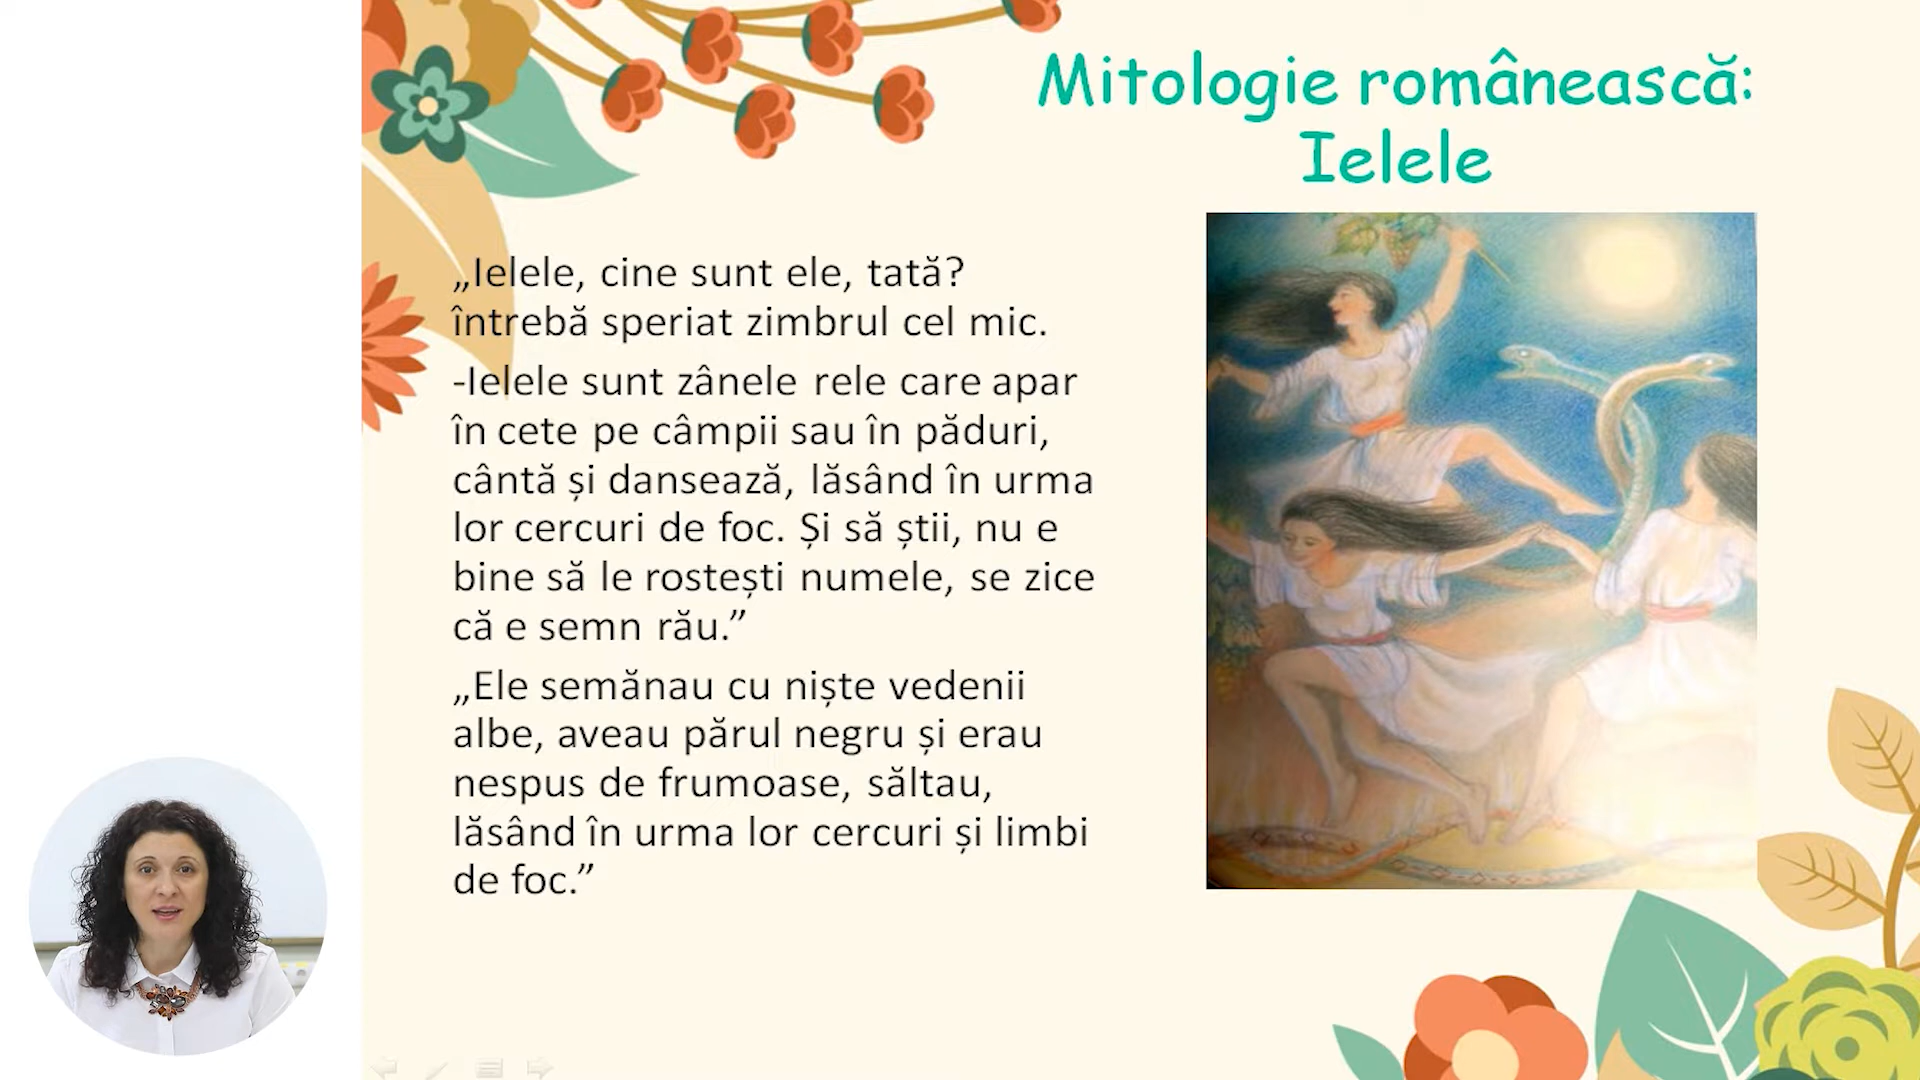 Mitologie românească:
Ielele
„Ielele, cine sunt ele, tată?
întrebă speriat zimbrul cel mic.
-Ielele sunt zânele rele care apar
în cete pe câmpii sau în păduri,
cântă și dansează, lăsând în urma
lor cercuri de foc. Și să știi, nu e
bine să le rostești numele, se zice
că e semn rău.”
„Ele semănau cu niște vedenii
albe, aveau părul negru și erau
nespus de frumoase, săltau,
lăsând în urma lor cercuri și limbi
de foc.”